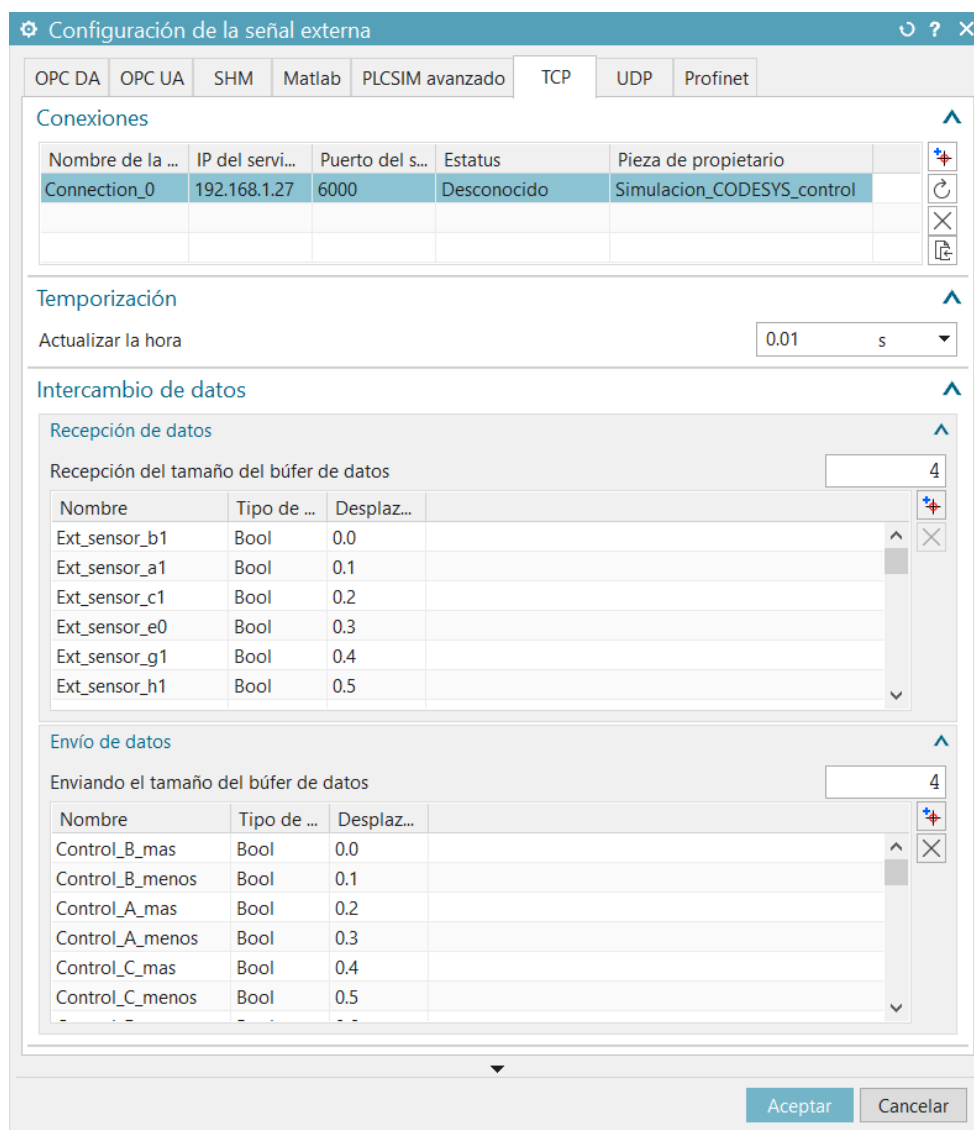 Configuración de la señal externa
OPC DA OPC UA SHM Matlab PLCSIM avanzado TCP UDP Profinet
Conexiones
Nombre de la ... IP del servi... Puerto del s... Estatus Pieza de propietario
Connection_0 192.168.1.27 6000 Desconocido Simulacion_CODESYS_control
Temporización
Actualizar la hora 0.01 s
Intercambio de datos
Recepción de datos
Recepción del tamaño del búfer de datos 4
Nombre Tipo de ... Desplaz...
Ext_sensor_b1 Bool 0.0
Ext_sensor_a1 Bool 0.1
Ext_sensor_c1 Bool 0.2
Ext_sensor_e0 Bool 0.3
Ext_sensor_g1 Bool 0.4
Ext_sensor_h1 Bool 0.5
Envío de datos
Enviando el tamaño del búfer de datos 4
Nombre Tipo de ... Desplaz...
Control_B_mas Bool 0.0
Control_B_menos Bool 0.1
Control_A_mas Bool 0.2
Control_A_menos Bool 0.3
Control_C_mas Bool 0.4
Control_C_menos Bool 0.5
Aceptar Cancelar